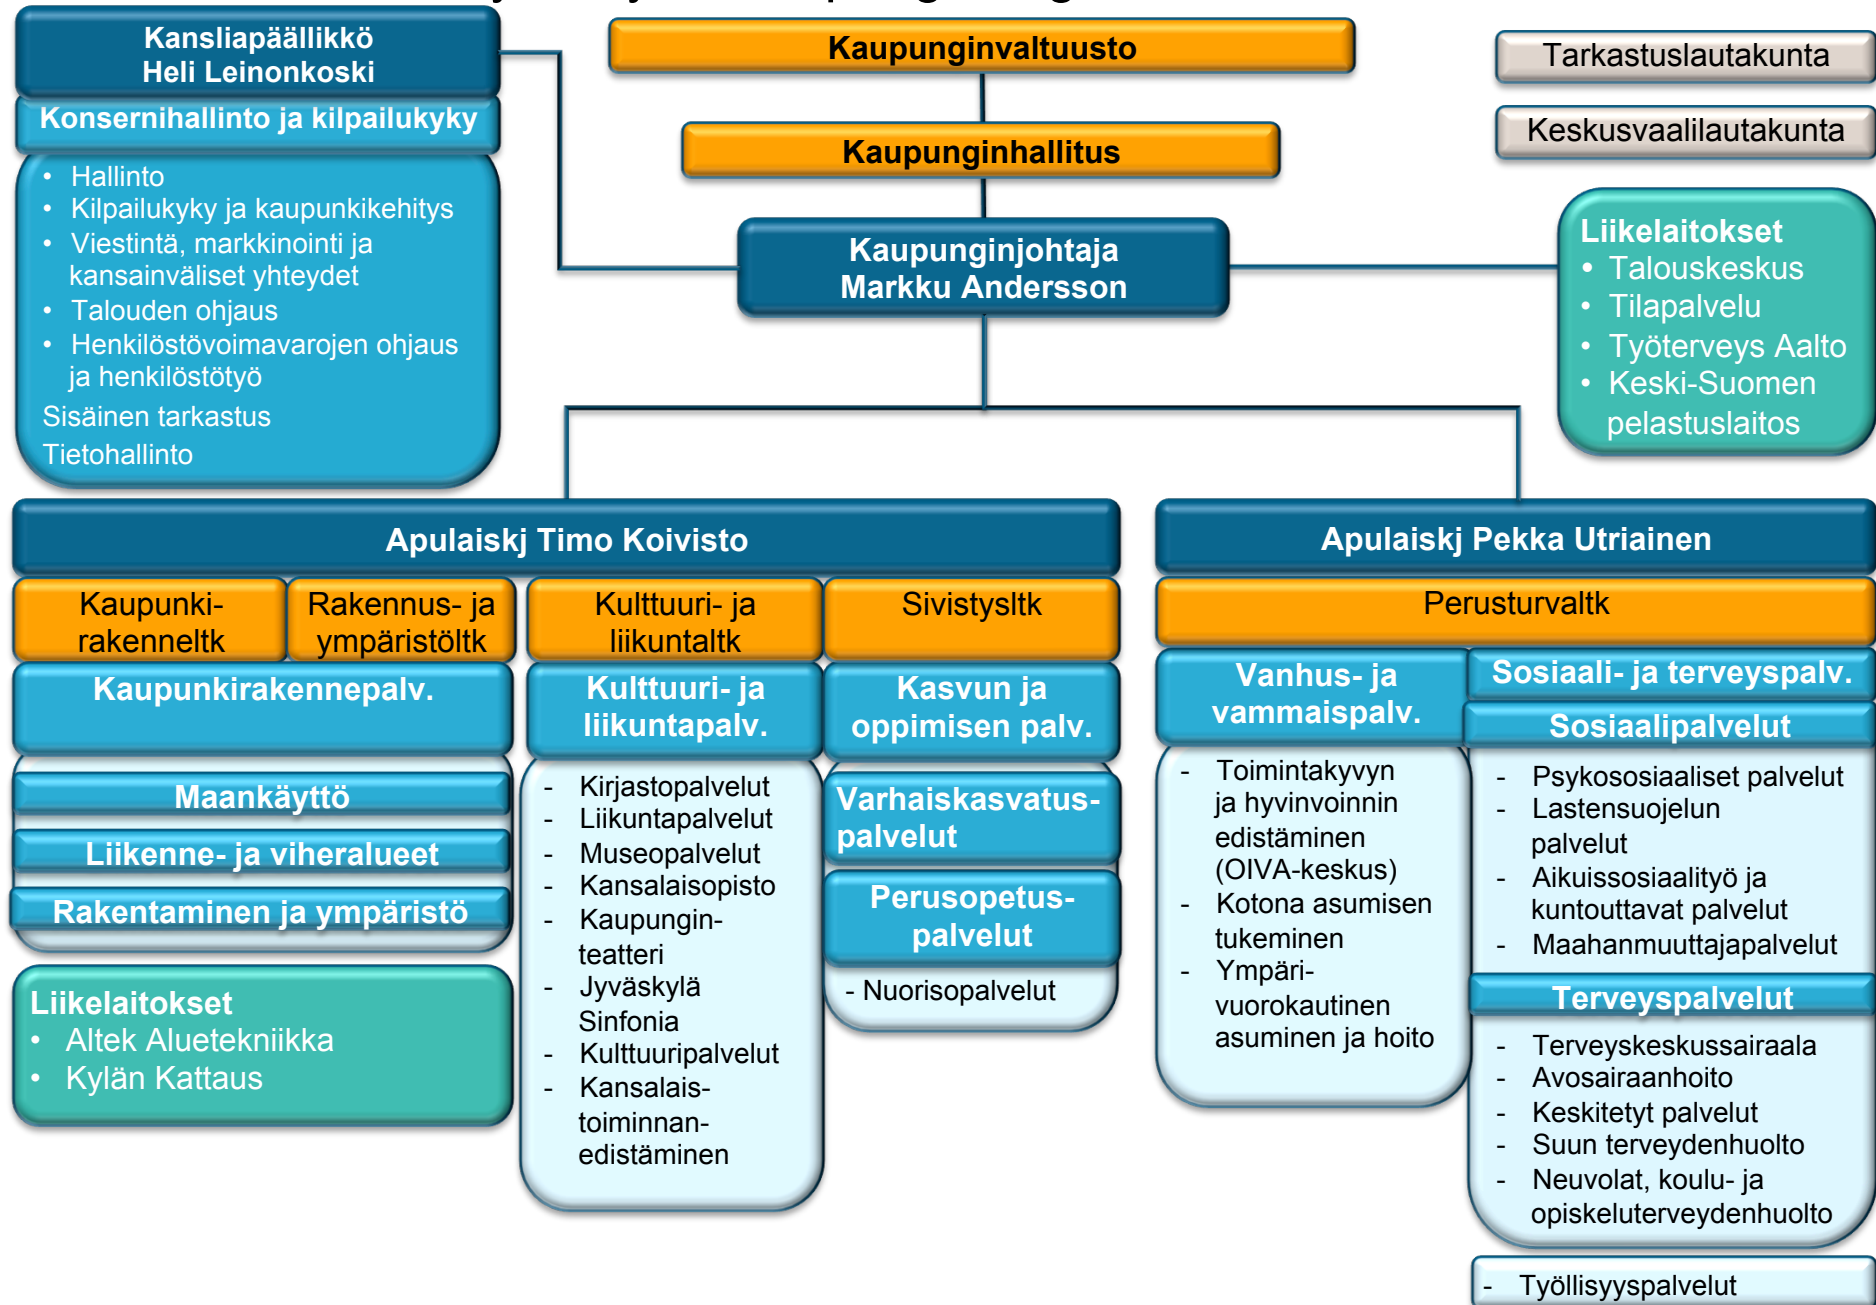 Kansliapäällikkö
Heli Leinonkoski
Konsernihallinto ja kilpailukyky
• Hallinto
• Kilpailukyky ja kaupunkikehitys
• Viestintä, markkinointi ja
kansainväliset yhteydet
• Talouden ohjaus
• Henkilöstövoimavarojen ohjaus
ja henkilöstötyö
Sisäinen tarkastus
Tietohallinto
Kaupunginvaltuusto
Kaupunginhallitus
Kaupunginjohtaja
Markku Andersson
Tarkastuslautakunta
Keskusvaalilautakunta
Liikelaitokset
• Talouskeskus
• Tilapalvelu
• Työterveys Aalto
• Keski-Suomen
pelastuslaitos
Apulaiskj Timo Koivisto
Kaupunki-
rakenneltk
Rakennus- ja
ympäristöltk
Kaupunkirakennepalv.
Maankäyttö
Liikenne- ja viheralueet
Rakentaminen ja ympäristö
Liikelaitokset
• Altek Aluetekniikka
• Kylän Kattaus
Kulttuuri- ja
liikuntaltk
Kulttuuri- ja
liikuntapalv.
- Kirjastopalvelut
- Liikuntapalvelut
- Museopalvelut
- Kansalaisopisto
- Kaupungin-
teatteri
- Jyväskylä
Sinfonia
- Kulttuuripalvelut
- Kansalais-
toiminnan-
edistäminen
Sivistysltk
Kasvun ja
oppimisen palv.
Varhaiskasvatus-
palvelut
Perusopetus-
palvelut
- Nuorisopalvelut
Apulaiskj Pekka Utriainen
Perusturvaltk
Vanhus- ja
vammaispalv.
- Toimintakyvyn
ja hyvinvoinnin
edistäminen
(OIVA-keskus)
- Kotona asumisen
tukeminen
- Ympäri-
vuorokautinen
asuminen ja hoito
Sosiaali- ja terveyspalv.
Sosiaalipalvelut
- Psykososiaaliset palvelut
- Lastensuojelun
palvelut
- Aikuissosiaalityö ja
kuntouttavat palvelut
- Maahanmuuttajapalvelut
Terveyspalvelut
- Terveyskeskussairaala
- Avosairaanhoito
- Keskitetyt palvelut
- Suun terveydenhuolto
- Neuvolat, koulu- ja
opiskeluterveydenhuolto
- Työllisyyspalvelut